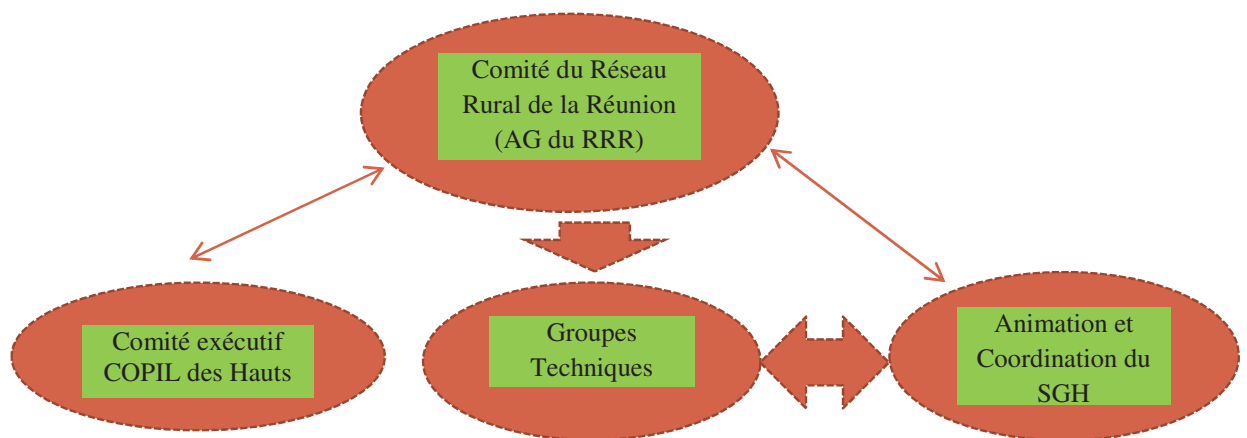 Comité du Réseau
Rural de la Réunion
(AG du RRR)
Comité exécutif
COPIL des Hauts
Groupes
Techniques
Animation et
Coordination du
SGH